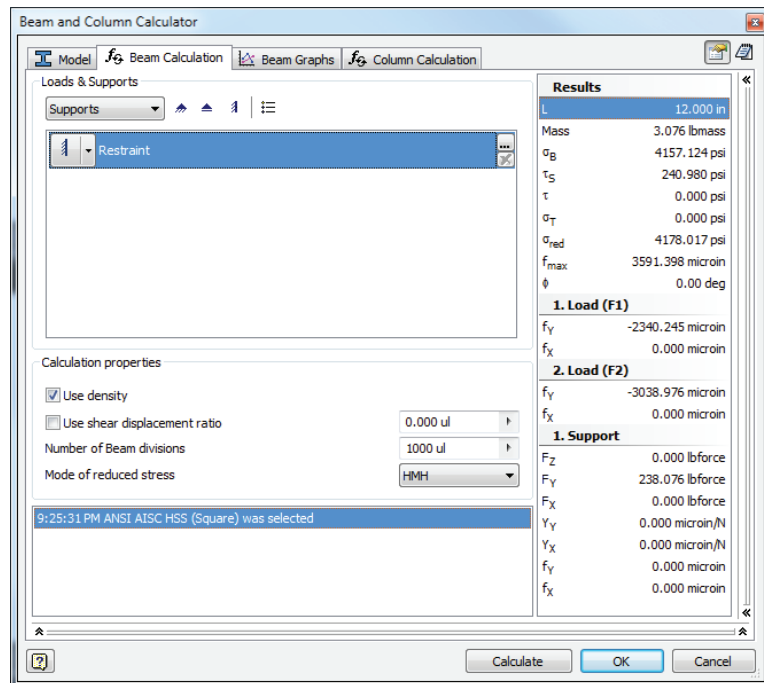 Beam and Column Calculator
Model
Beam Calculation
Beam Graphs
Column Calculation
Loads & Supports
Supports
Restraint
...
Calculation properties
Use density
Use shear displacement ratio 0.000 ul
Number of Beam divisions 1000 ul
Mode of reduced stress HMH
9:25:31 PM ANSI AISC HSS (Square) was selected
Results
L 12.000 in
Mass 3.076 lbmass
σB 4157.124 psi
τS 240.980 psi
τ 0.000 psi
σT 0.000 psi
σred 4178.017 psi
fmax 3591.398 microin
ϕ 0.00 deg
1. Load (F1)
fY -2340.245 microin
fX 0.000 microin
2. Load (F2)
fY -3038.976 microin
fX 0.000 microin
1. Support
FZ 0.000 lbforce
FY 238.076 lbforce
FX 0.000 lbforce
YY 0.000 microin/N
YX 0.000 microin/N
fY 0.000 microin
fX 0.000 microin
?
Calculate
OK
Cancel